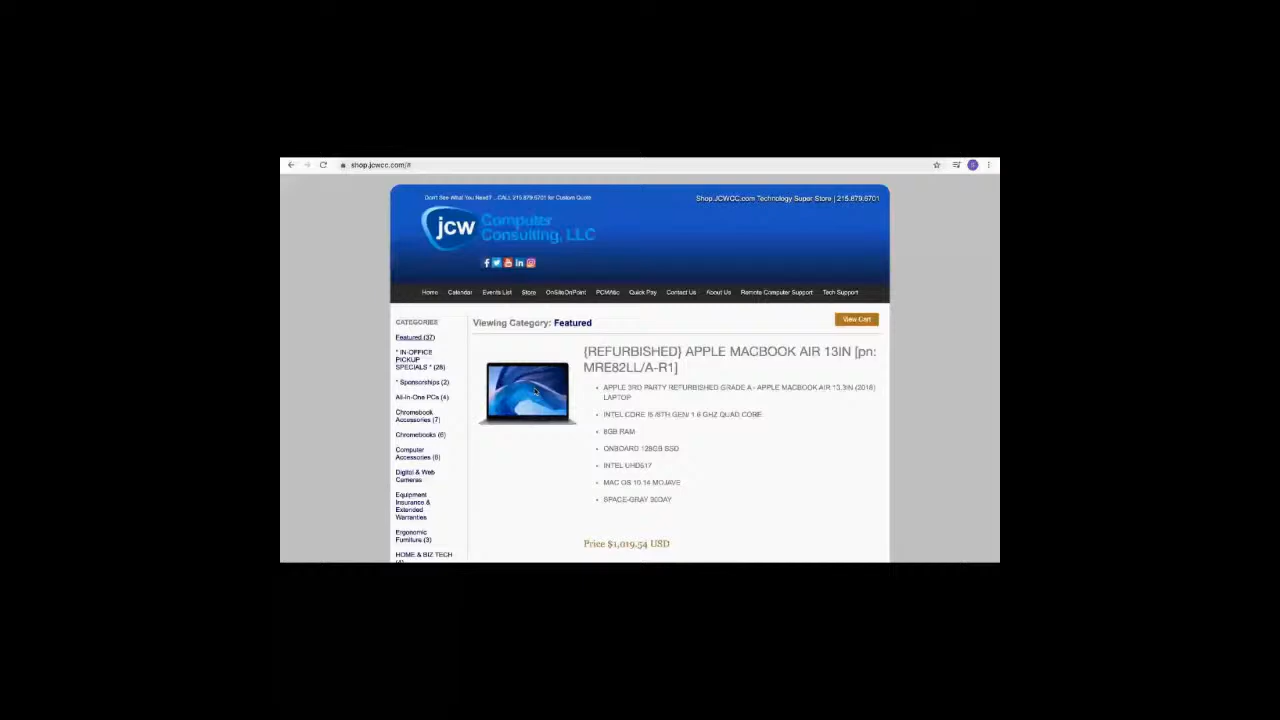 shop.jcwcc.com/#
Don't See What You Need? ...CALL 215.879.6701 for Custom Quote
Shop.JCWCC.com Technology Super Store | 215.879.6701
jcw Computer
Consulting, LLC
Home Calendar Events List Store OnSiteOnPoint PCMatic Quick Pay Contact Us About Us Remote Computer Support Tech Support
CATEGORIES
Featured (37)
* IN-OFFICE
PICKUP
SPECIALS * (28)
* Sponsorships (2)
All-In-One PCs (4)
Chromebook
Accessories (7)
Chromebooks (6)
Computer
Accessories (6)
Digital & Web
Cameras
Equipment
Insurance &
Extended
Warranties
Ergonomic
Furniture (3)
HOME & BIZ TECH
Viewing Category: Featured
View Cart
{REFURBISHED} APPLE MACBOOK AIR 13IN [pn:
MRE82LL/A-R1]
APPLE 3RD PARTY REFURBISHED GRADE A - APPLE MACBOOK AIR 13.3IN (2018)
LAPTOP
INTEL CORE I5 /8TH GEN/ 1.6 GHZ QUAD CORE
8GB RAM
ONBOARD 128GB SSD
INTEL UHD617
MAC OS 10.14 MOJAVE
SPACE-GRAY 90DAY
Price $1,019.54 USD